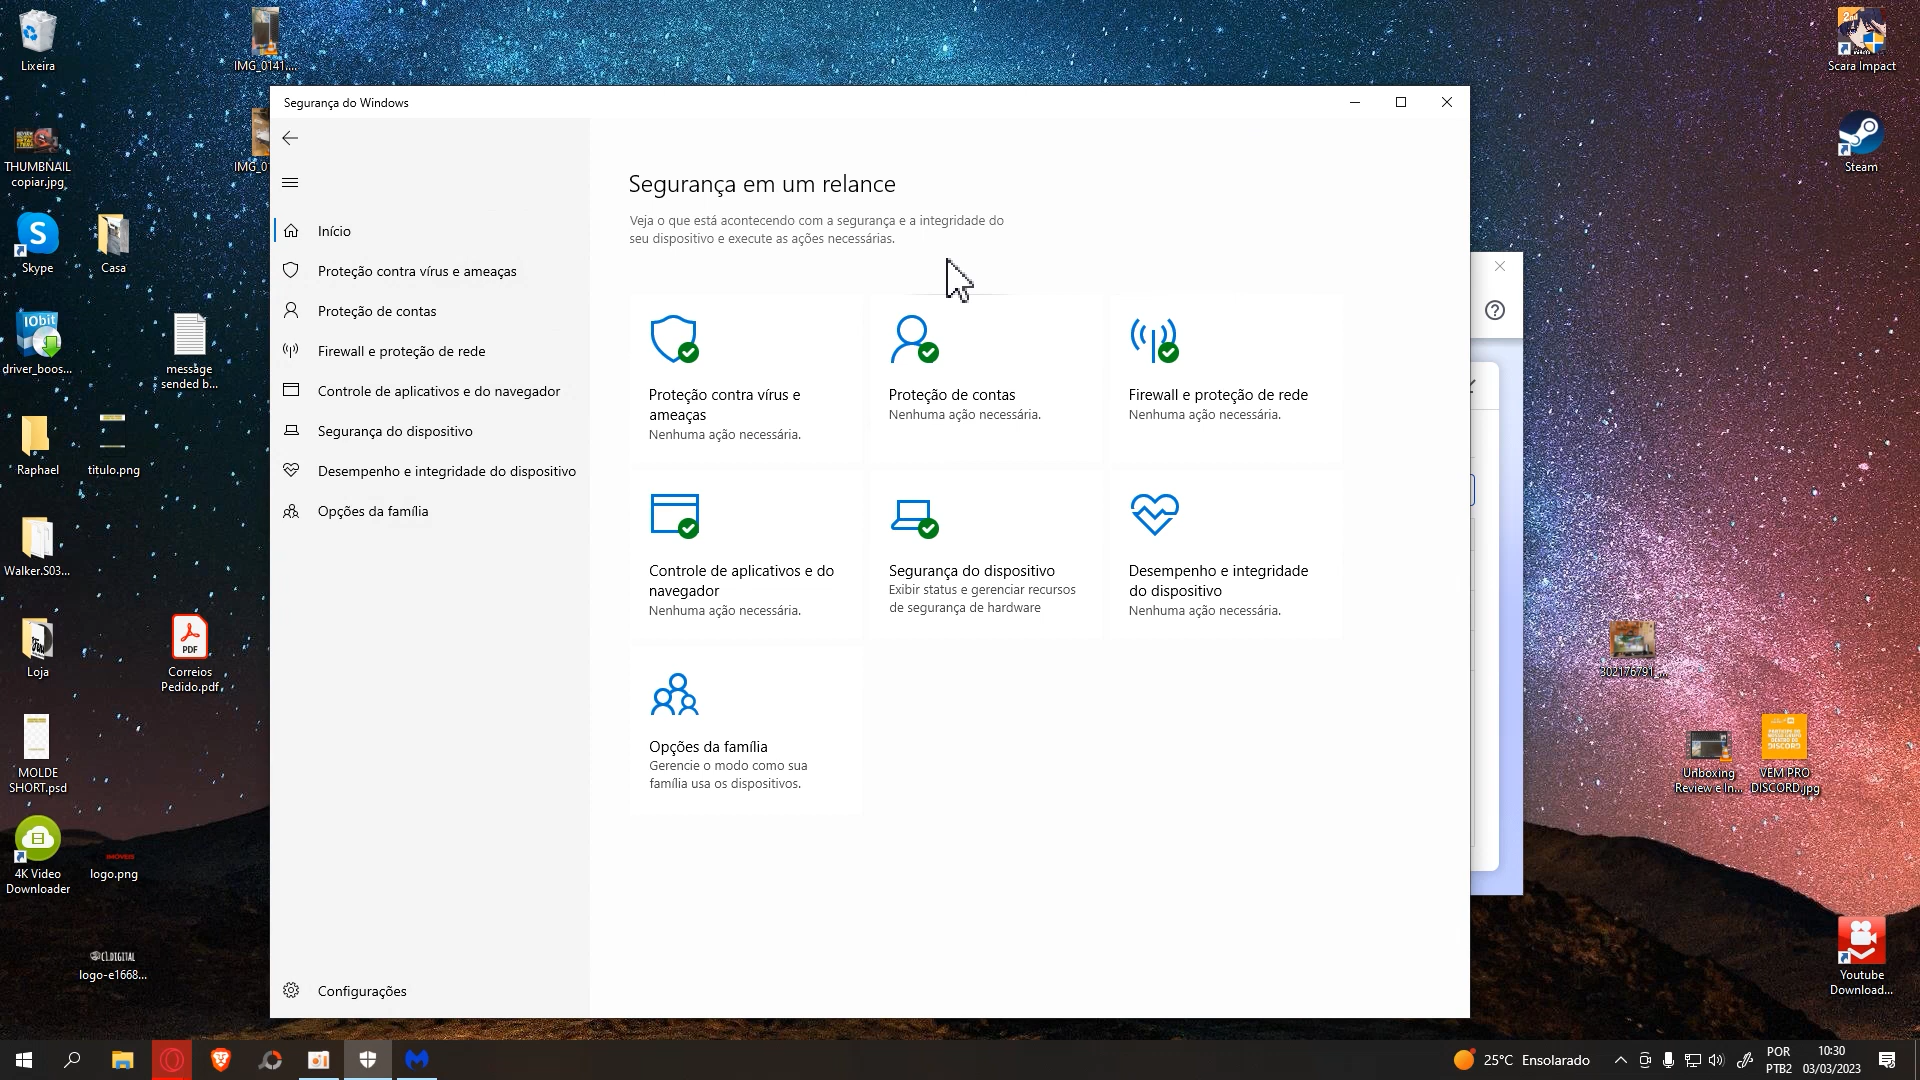 Lixeira
IMG_0141....
Scara Impact
THUMBNAIL
copiar.jpg
Steam
Skype
Casa
driver_boos...
message
sended b...
Raphael
titulo.png
Walker.S03...
Loja
PDF
Correios
Pedido.pdf
MOLDE
SHORT.psd
4K Video
Downloader
logo.png
C1.DIGITAL
logo-e1668...
Segurança do Windows
Início
Proteção contra vírus e ameaças
Proteção de contas
Firewall e proteção de rede
Controle de aplicativos e do navegador
Segurança do dispositivo
Desempenho e integridade do dispositivo
Opções da família
Configurações
Segurança em um relance
Veja o que está acontecendo com a segurança e a integridade do
seu dispositivo e execute as ações necessárias.
Proteção contra vírus e
ameaças
Nenhuma ação necessária.
Proteção de contas
Nenhuma ação necessária.
Firewall e proteção de rede
Nenhuma ação necessária.
Controle de aplicativos e do
navegador
Nenhuma ação necessária.
Segurança do dispositivo
Exibir status e gerenciar recursos
de segurança de hardware
Desempenho e integridade
do dispositivo
Nenhuma ação necessária.
Opções da família
Gerencie o modo como sua
família usa os dispositivos.
302176791_...
Unboxing
Review e In...
VEM PRO
DISCORD.jpg
Youtube
Download...
25°C Ensolarado
POR
PTB2
10:30
03/03/2023